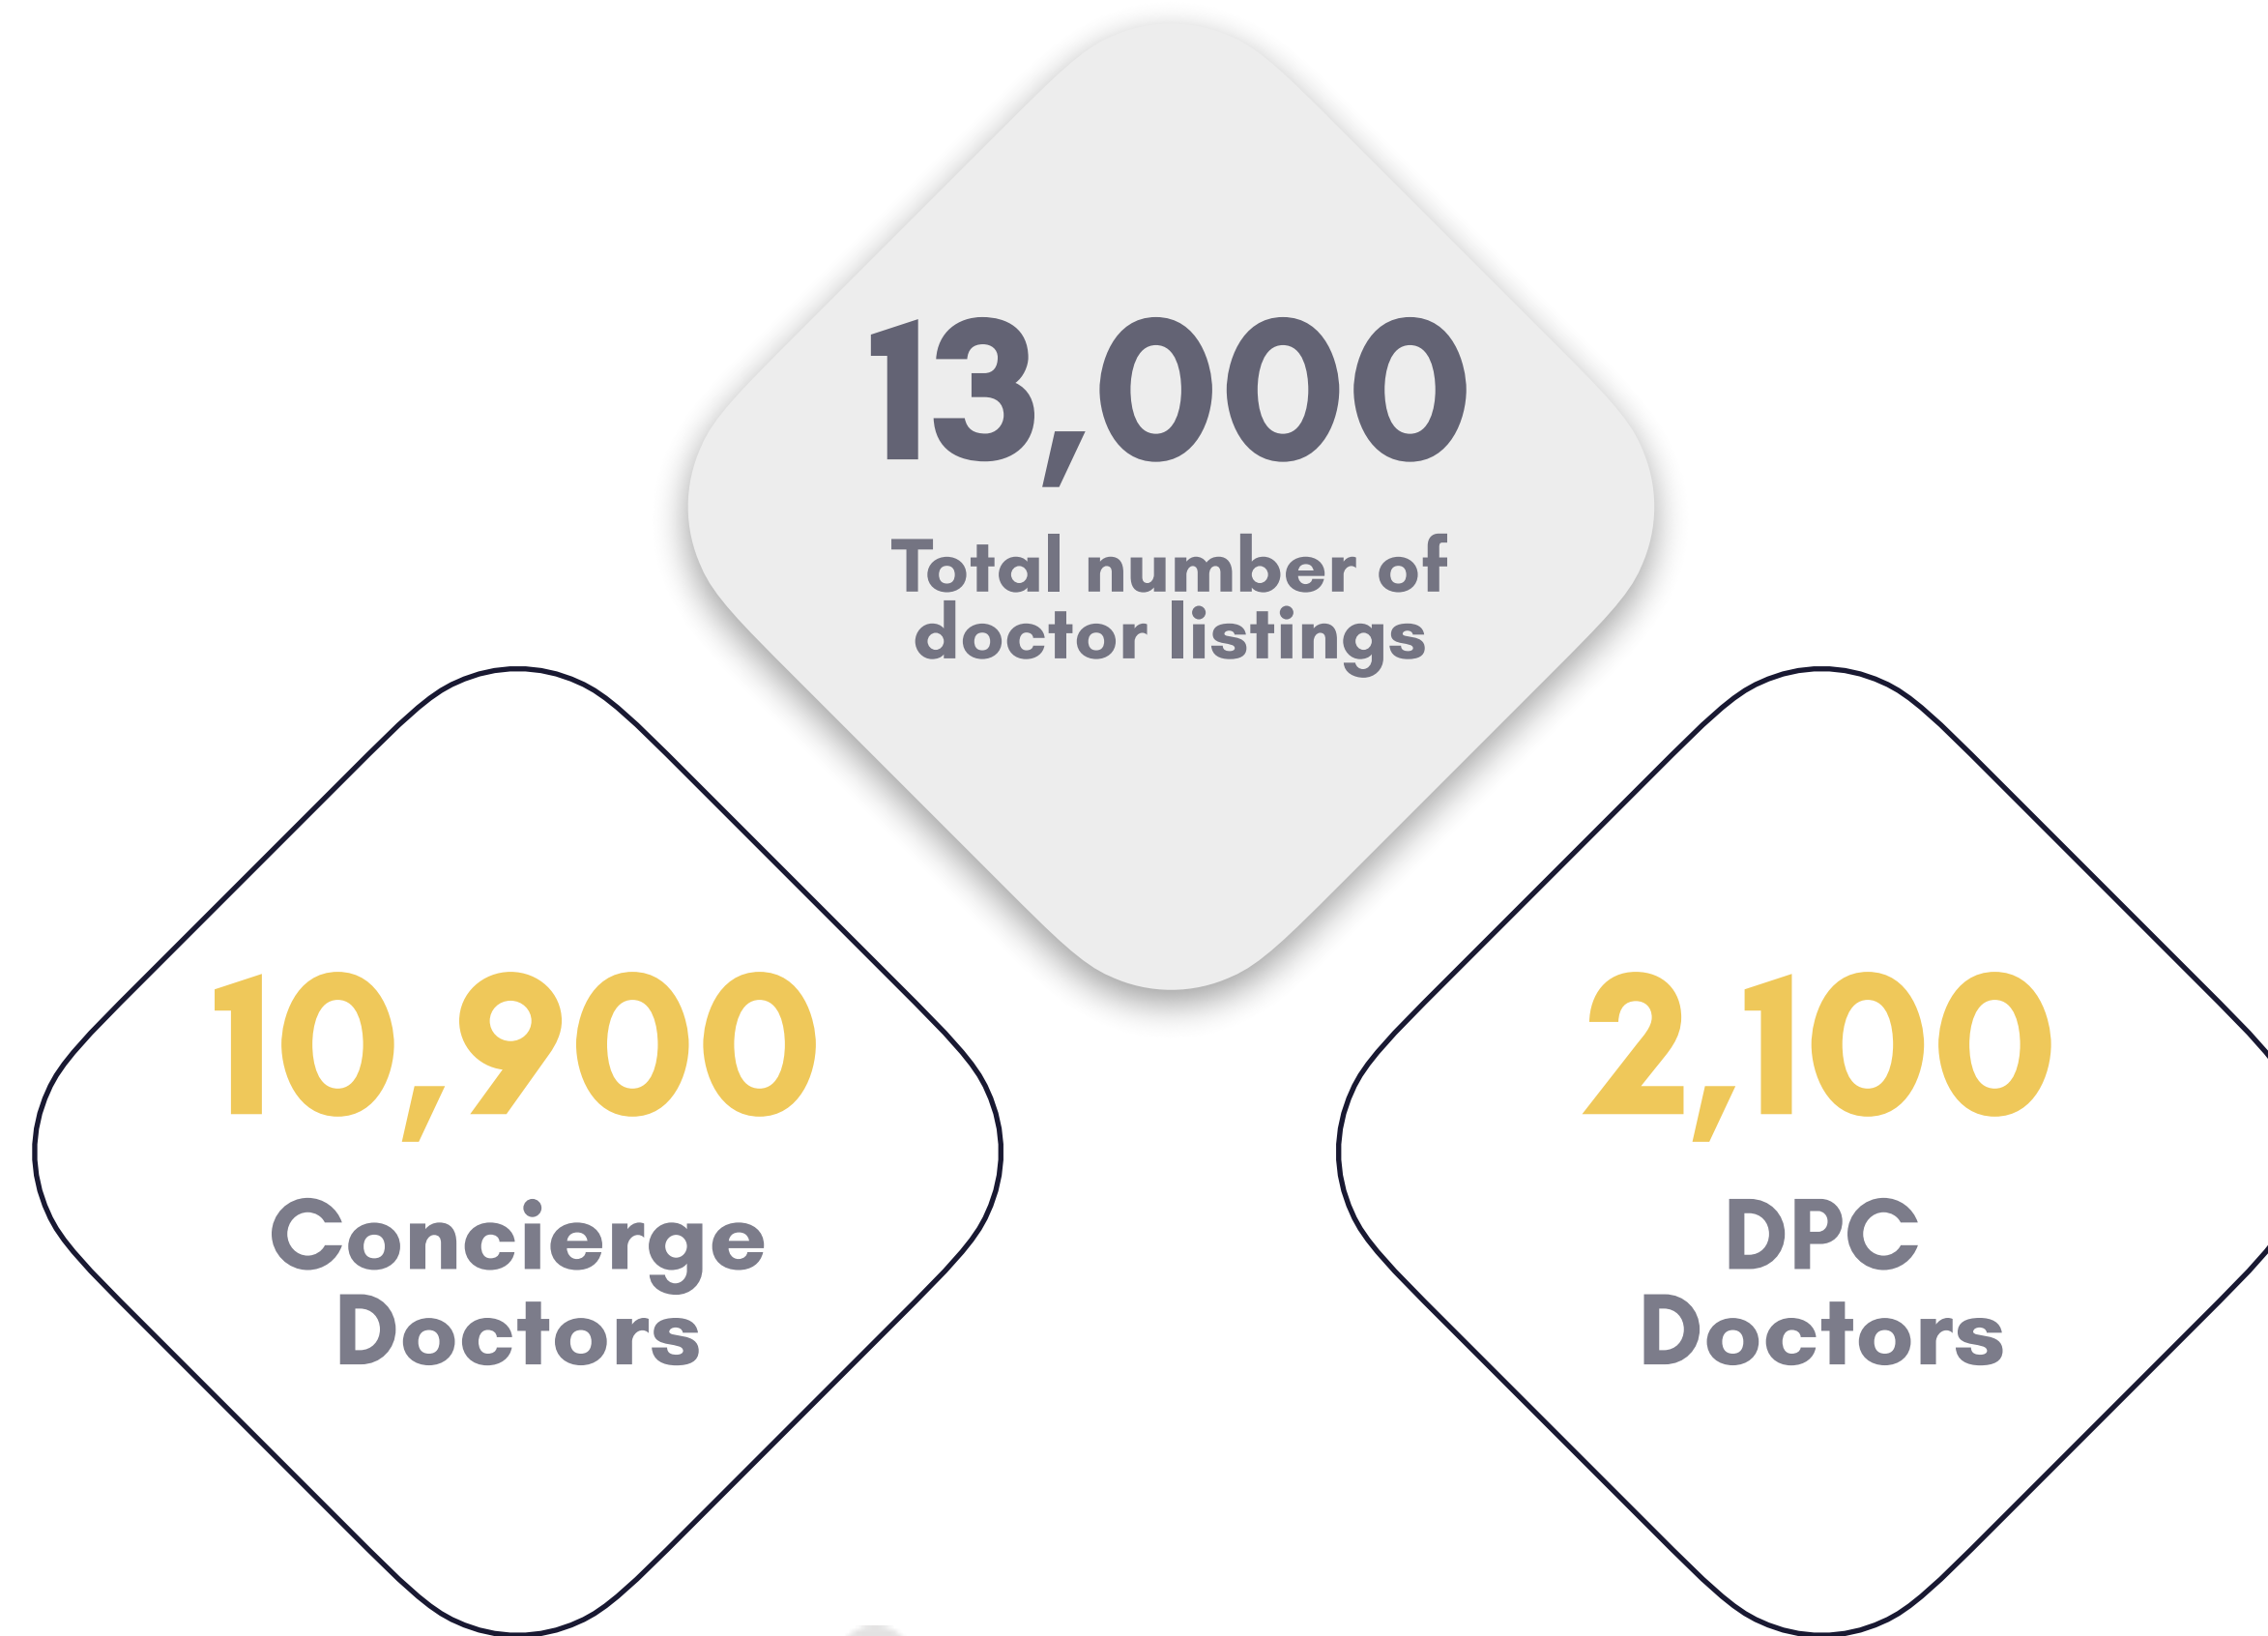 13,000
Total number of
doctor listings
10,900
Concierge
Doctors
2,100
DPC
Doctors